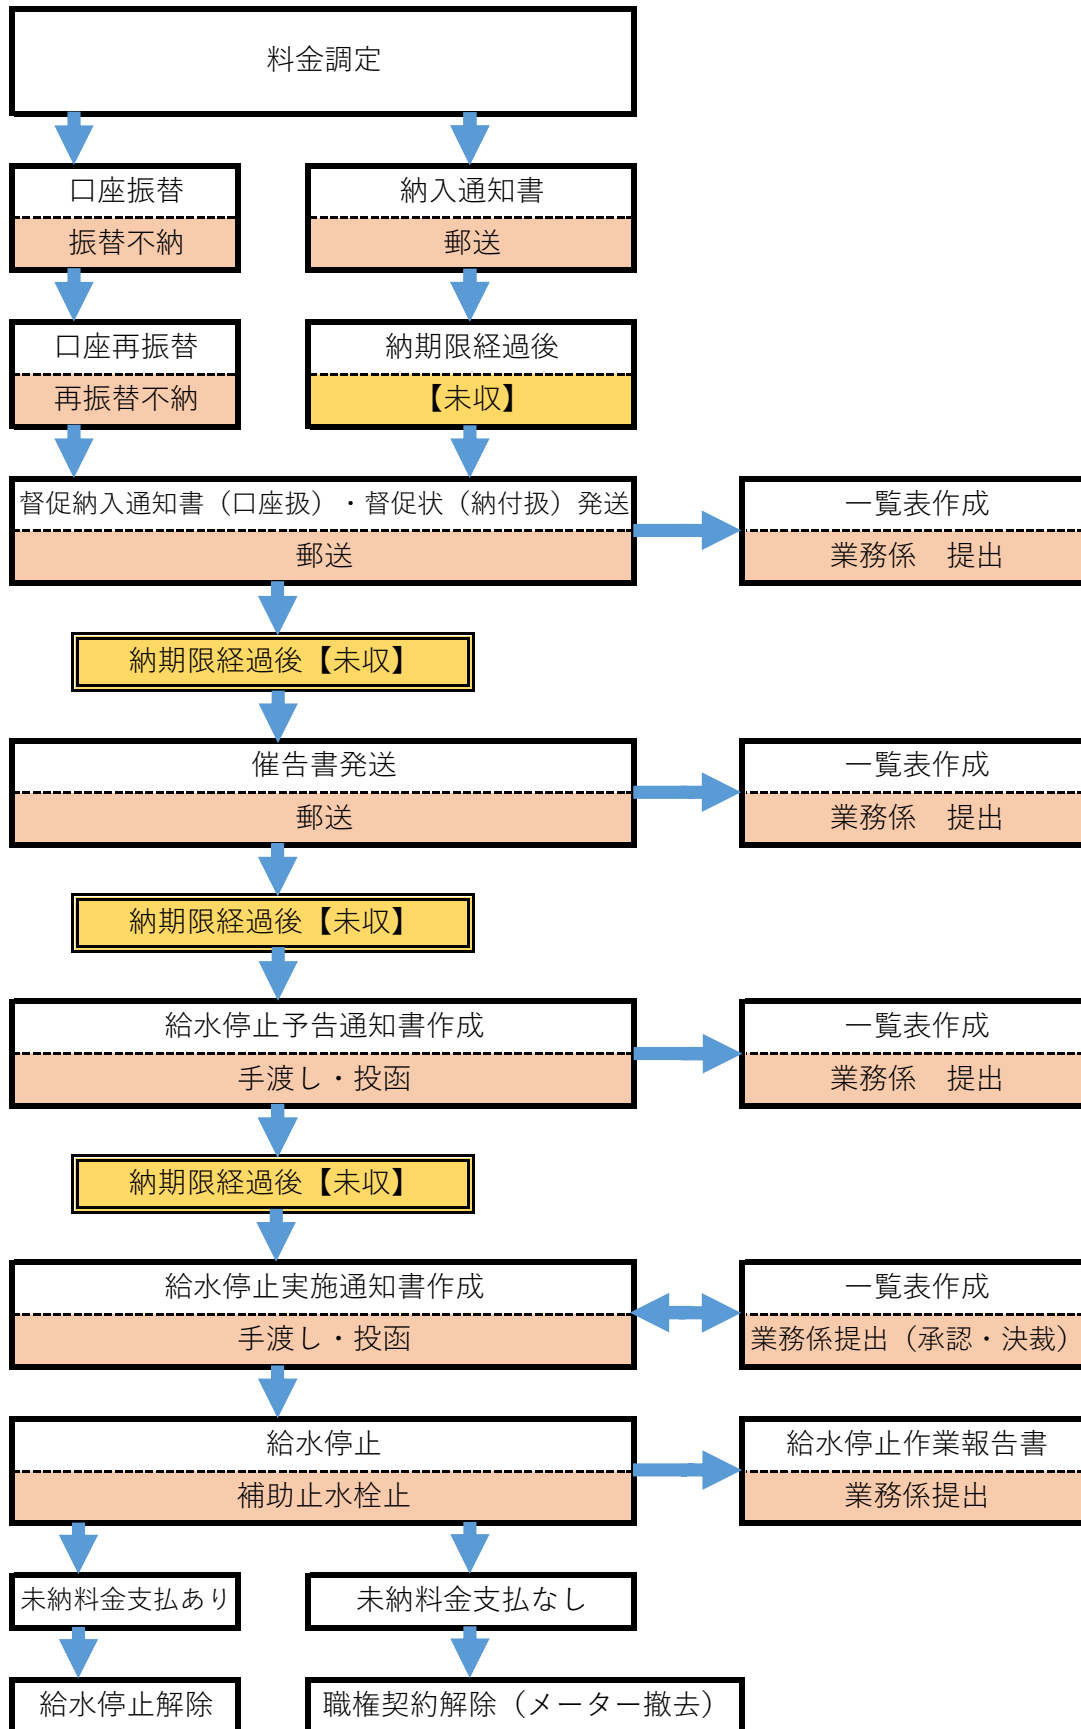 料金調定
口座振替
振替不納
納入通知書
郵送
口座再振替
再振替不納
納期限経過後
【未収】
督促納入通知書（口座扱）・督促状（納付扱）発送
郵送
一覧表作成
業務係　提出
納期限経過後【未収】
催告書発送
郵送
一覧表作成
業務係　提出
納期限経過後【未収】
給水停止予告通知書作成
手渡し・投函
一覧表作成
業務係　提出
納期限経過後【未収】
給水停止実施通知書作成
手渡し・投函
一覧表作成
業務係提出（承認・決裁）
給水停止
補助止水栓止
給水停止作業報告書
業務係提出
未納料金支払あり
未納料金支払なし
給水停止解除
職権契約解除（メーター撤去）